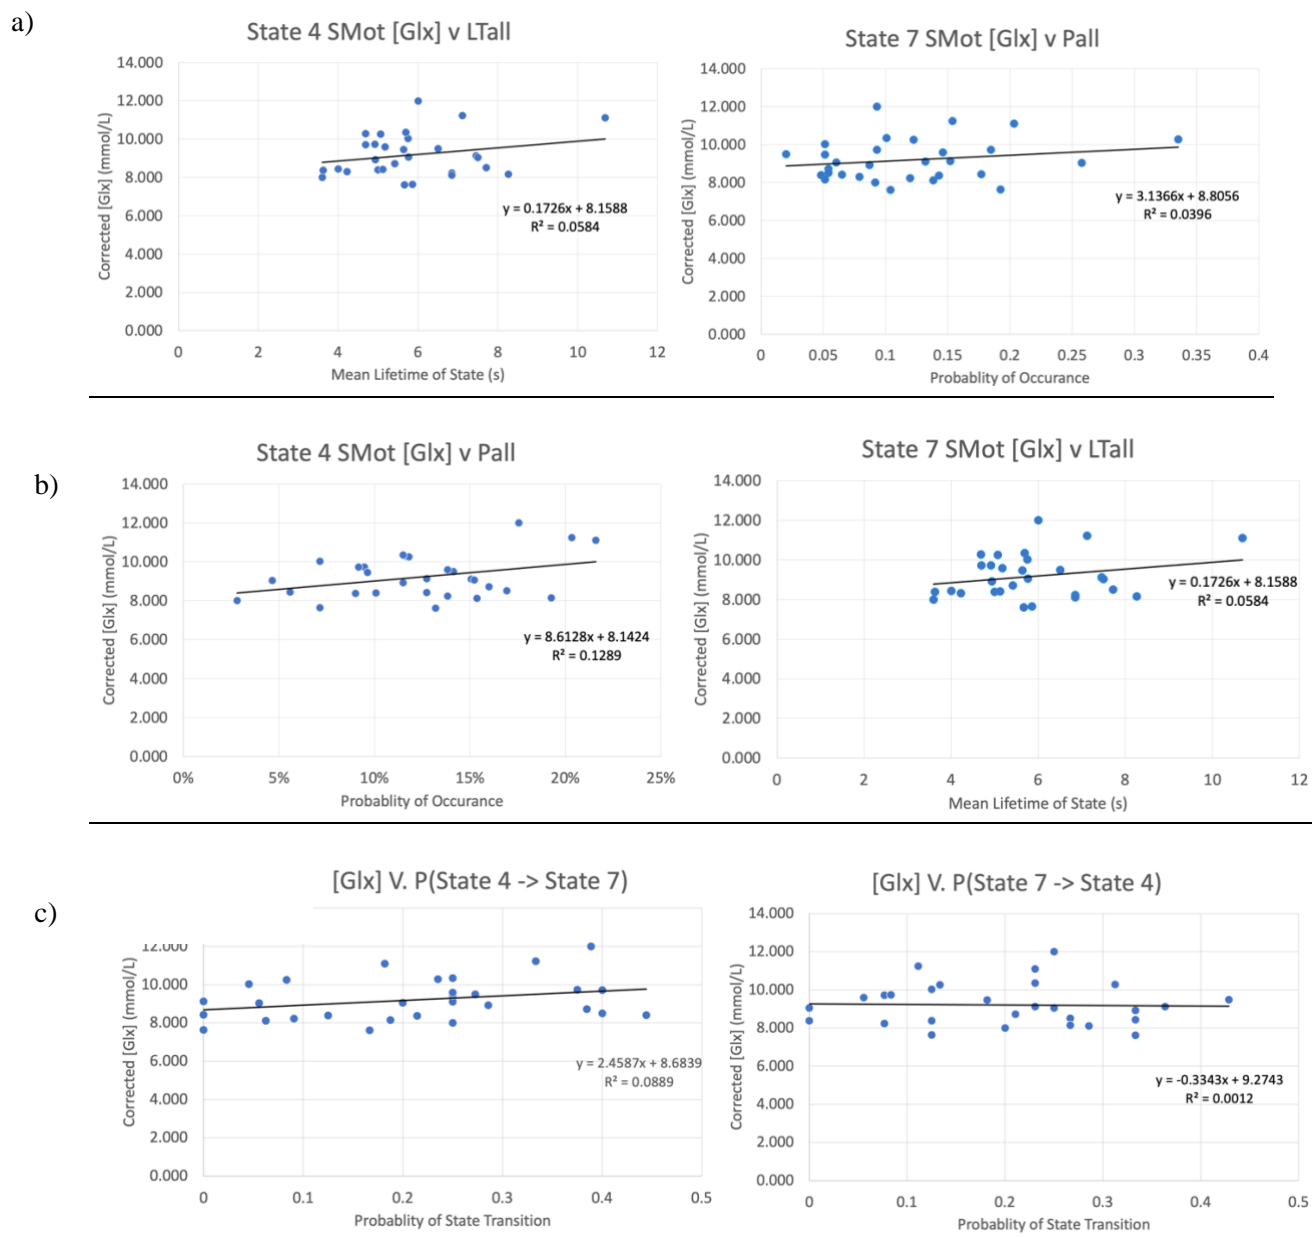 a)
State 4 SMot [Glx] v LTall
14.000
12.000
10.000
8.000
6.000
4.000
2.000
0.000
Corrected [Glx] (mmol/L)
y = 0.1726x + 8.1588
R² = 0.0584
0 2 4 6 8 10 12
Mean Lifetime of State (s)
State 7 SMot [Glx] v Pall
14.000
12.000
10.000
8.000
6.000
4.000
2.000
0.000
Corrected [Glx] (mmol/L)
y = 3.1366x + 8.8056
R² = 0.0396
0 0.05 0.1 0.15 0.2 0.25 0.3 0.35 0.4
Probablity of Occurance
b)
State 4 SMot [Glx] v Pall
14.000
12.000
10.000
8.000
6.000
4.000
2.000
0.000
Corrected [Glx] (mmol/L)
y = 8.6128x + 8.1424
R² = 0.1289
0% 5% 10% 15% 20% 25%
Probablity of Occurance
State 7 SMot [Glx] v LTall
14.000
12.000
10.000
8.000
6.000
4.000
2.000
0.000
Corrected [Glx] (mmol/L)
y = 0.1726x + 8.1588
R² = 0.0584
0 2 4 6 8 10 12
Mean Lifetime of State (s)
c)
[Glx] V. P(State 4 -> State 7)
12.000
10.000
8.000
6.000
4.000
2.000
0.000
Corrected [Glx] (mmol/L)
y = 2.4587x + 8.6839
R² = 0.0889
0 0.1 0.2 0.3 0.4 0.5
Probablity of State Transition
[Glx] V. P(State 7 -> State 4)
14.000
12.000
10.000
8.000
6.000
4.000
2.000
0.000
Corrected [Glx] (mmol/L)
y = -0.3343x + 9.2743
R² = 0.0012
0 0.1 0.2 0.3 0.4 0.5
Probablity of State Transition